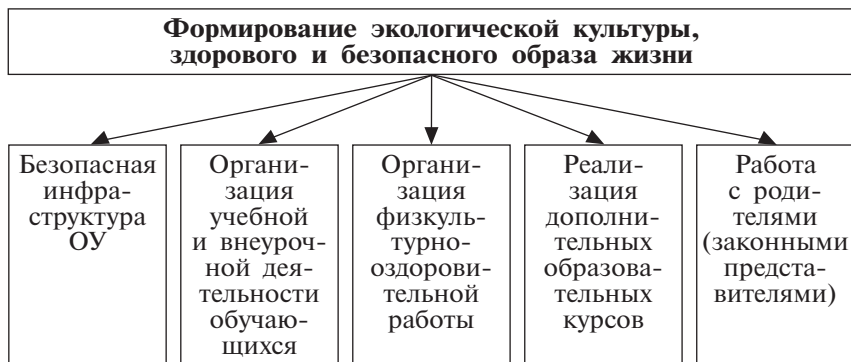 Формирование экологической культуры,
здорового и безопасного образа жизни
Безопасная
инфра-
структура
ОУ
Органи-
зация
учебной
и внеуроч-
ной дея-
тельности
обучаю-
щихся
Органи-
зация
физкуль-
турно-
оздорови-
тельной
работы
Реали-
зация
дополни-
тельных
образова-
тельных
курсов
Работа
с роди-
телями
(законными
предста-
вителями)